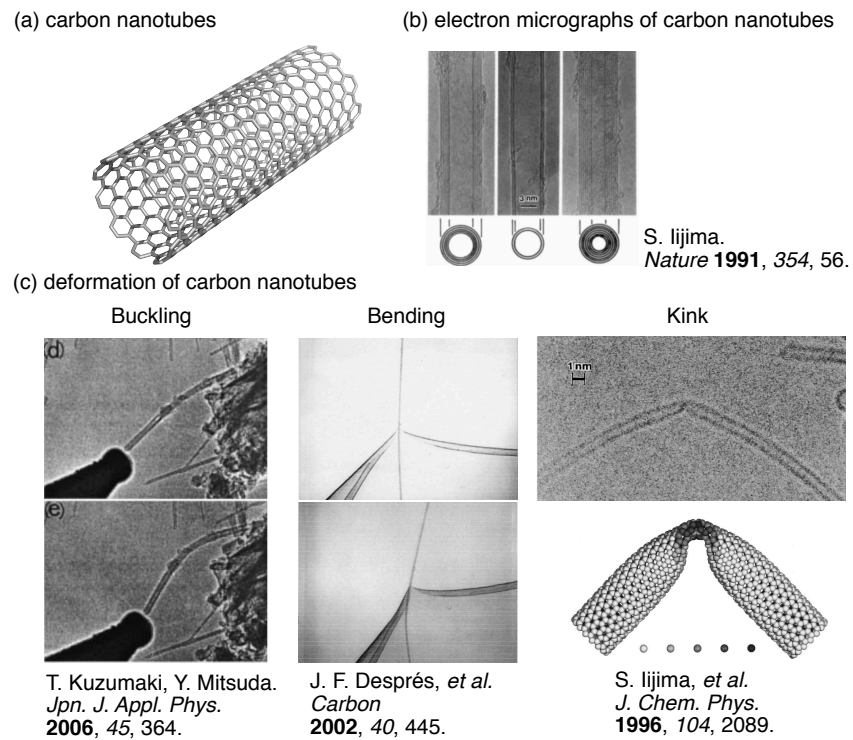 (a) carbon nanotubes
(b) electron micrographs of carbon nanotubes
3 nm
S. Iijima.
Nature 1991, 354, 56.
(c) deformation of carbon nanotubes
Buckling
Bending
Kink
(d)
(e)
1 nm
T. Kuzumaki, Y. Mitsuda.
Jpn. J. Appl. Phys.
2006, 45, 364.
J. F. Després, et al.
Carbon
2002, 40, 445.
S. Iijima, et al.
J. Chem. Phys.
1996, 104, 2089.